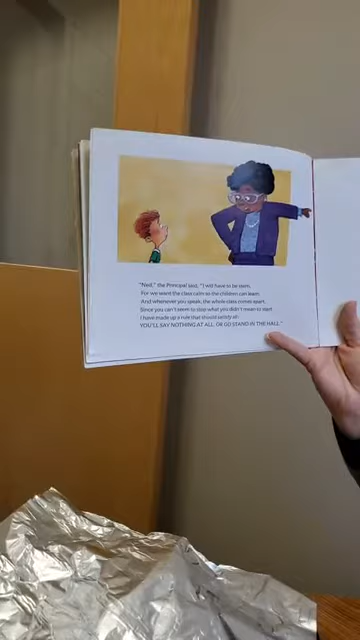 "Neil," the Principal said, "I will have to be stern,
For we want the class calm so the children can learn.
And whenever you speak, the whole class comes apart.
Since you can't seem to stop what you didn't mean to start
I have made up a rule that should satisfy all:
YOU'LL SAY NOTHING AT ALL, OR GO STAND IN THE HALL."